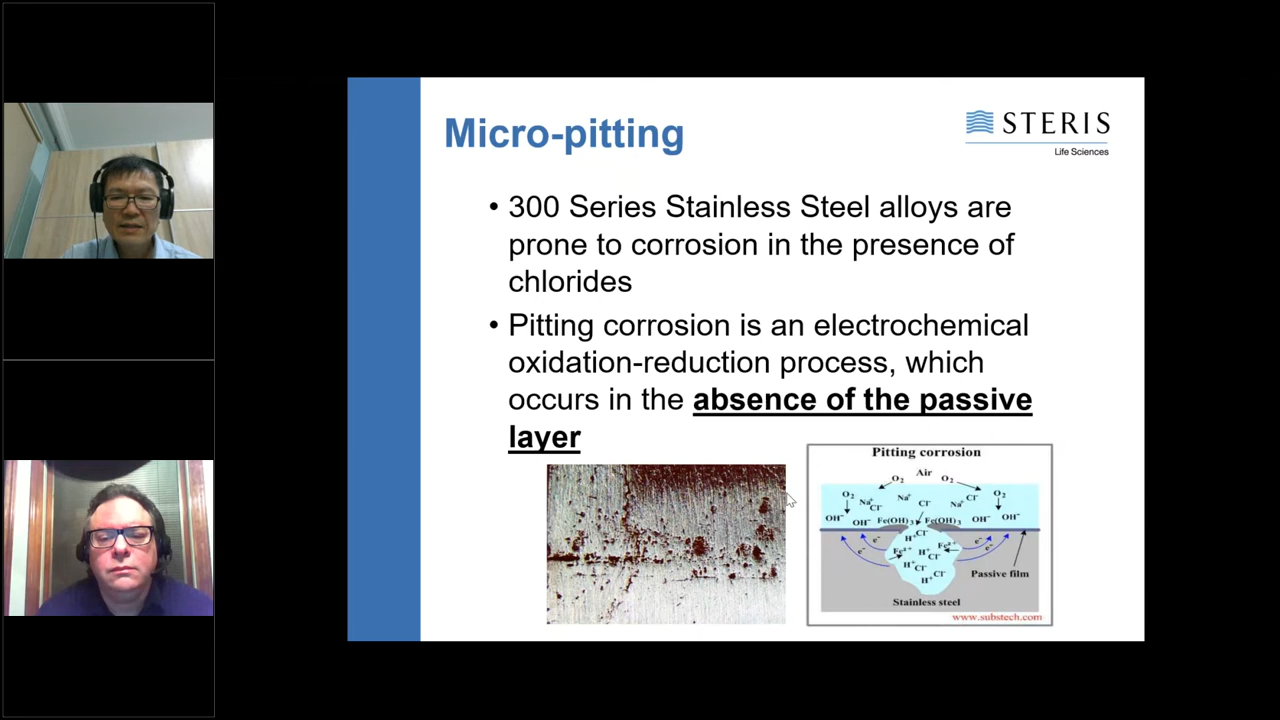 Micro-pitting
STERIS
Life Sciences
• 300 Series Stainless Steel alloys are
prone to corrosion in the presence of
chlorides
• Pitting corrosion is an electrochemical
oxidation-reduction process, which
occurs in the absence of the passive
layer
Pitting corrosion
Air
O₂ O₂
O₂ Na⁺ Cl⁻ Na⁺ Cl⁻ Cl⁻ Na⁺ Cl⁻ O₂
OH⁻ OH⁻ Fe(OH)₃ Fe(OH)₃ OH⁻ OH⁻
H⁺ Cl⁻
e⁻ e⁻ Fe²⁺ H⁺ Fe²⁺ e⁻ e⁻
Cl⁻
H⁺ Cl⁻ Cl⁻
H⁺
Passive film
Stainless steel
www.substech.com